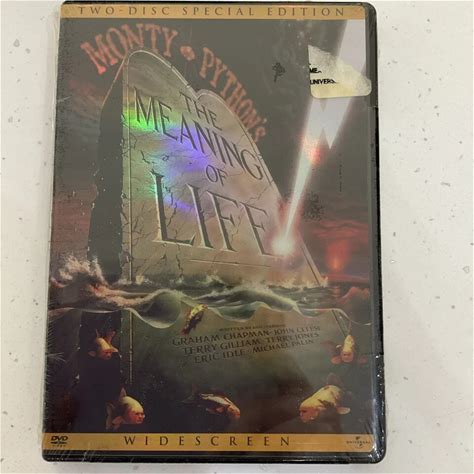 TWO-DISC SPECIAL EDITION
MONTY PYTHON'S
THE
MEANING
OF
LIFE
GRAHAM CHAPMAN · JOHN CLEESE
TERRY GILLIAM · TERRY JONES
ERIC IDLE · MICHAEL PALIN
DVD
WIDESCREEN
UNIVERSAL